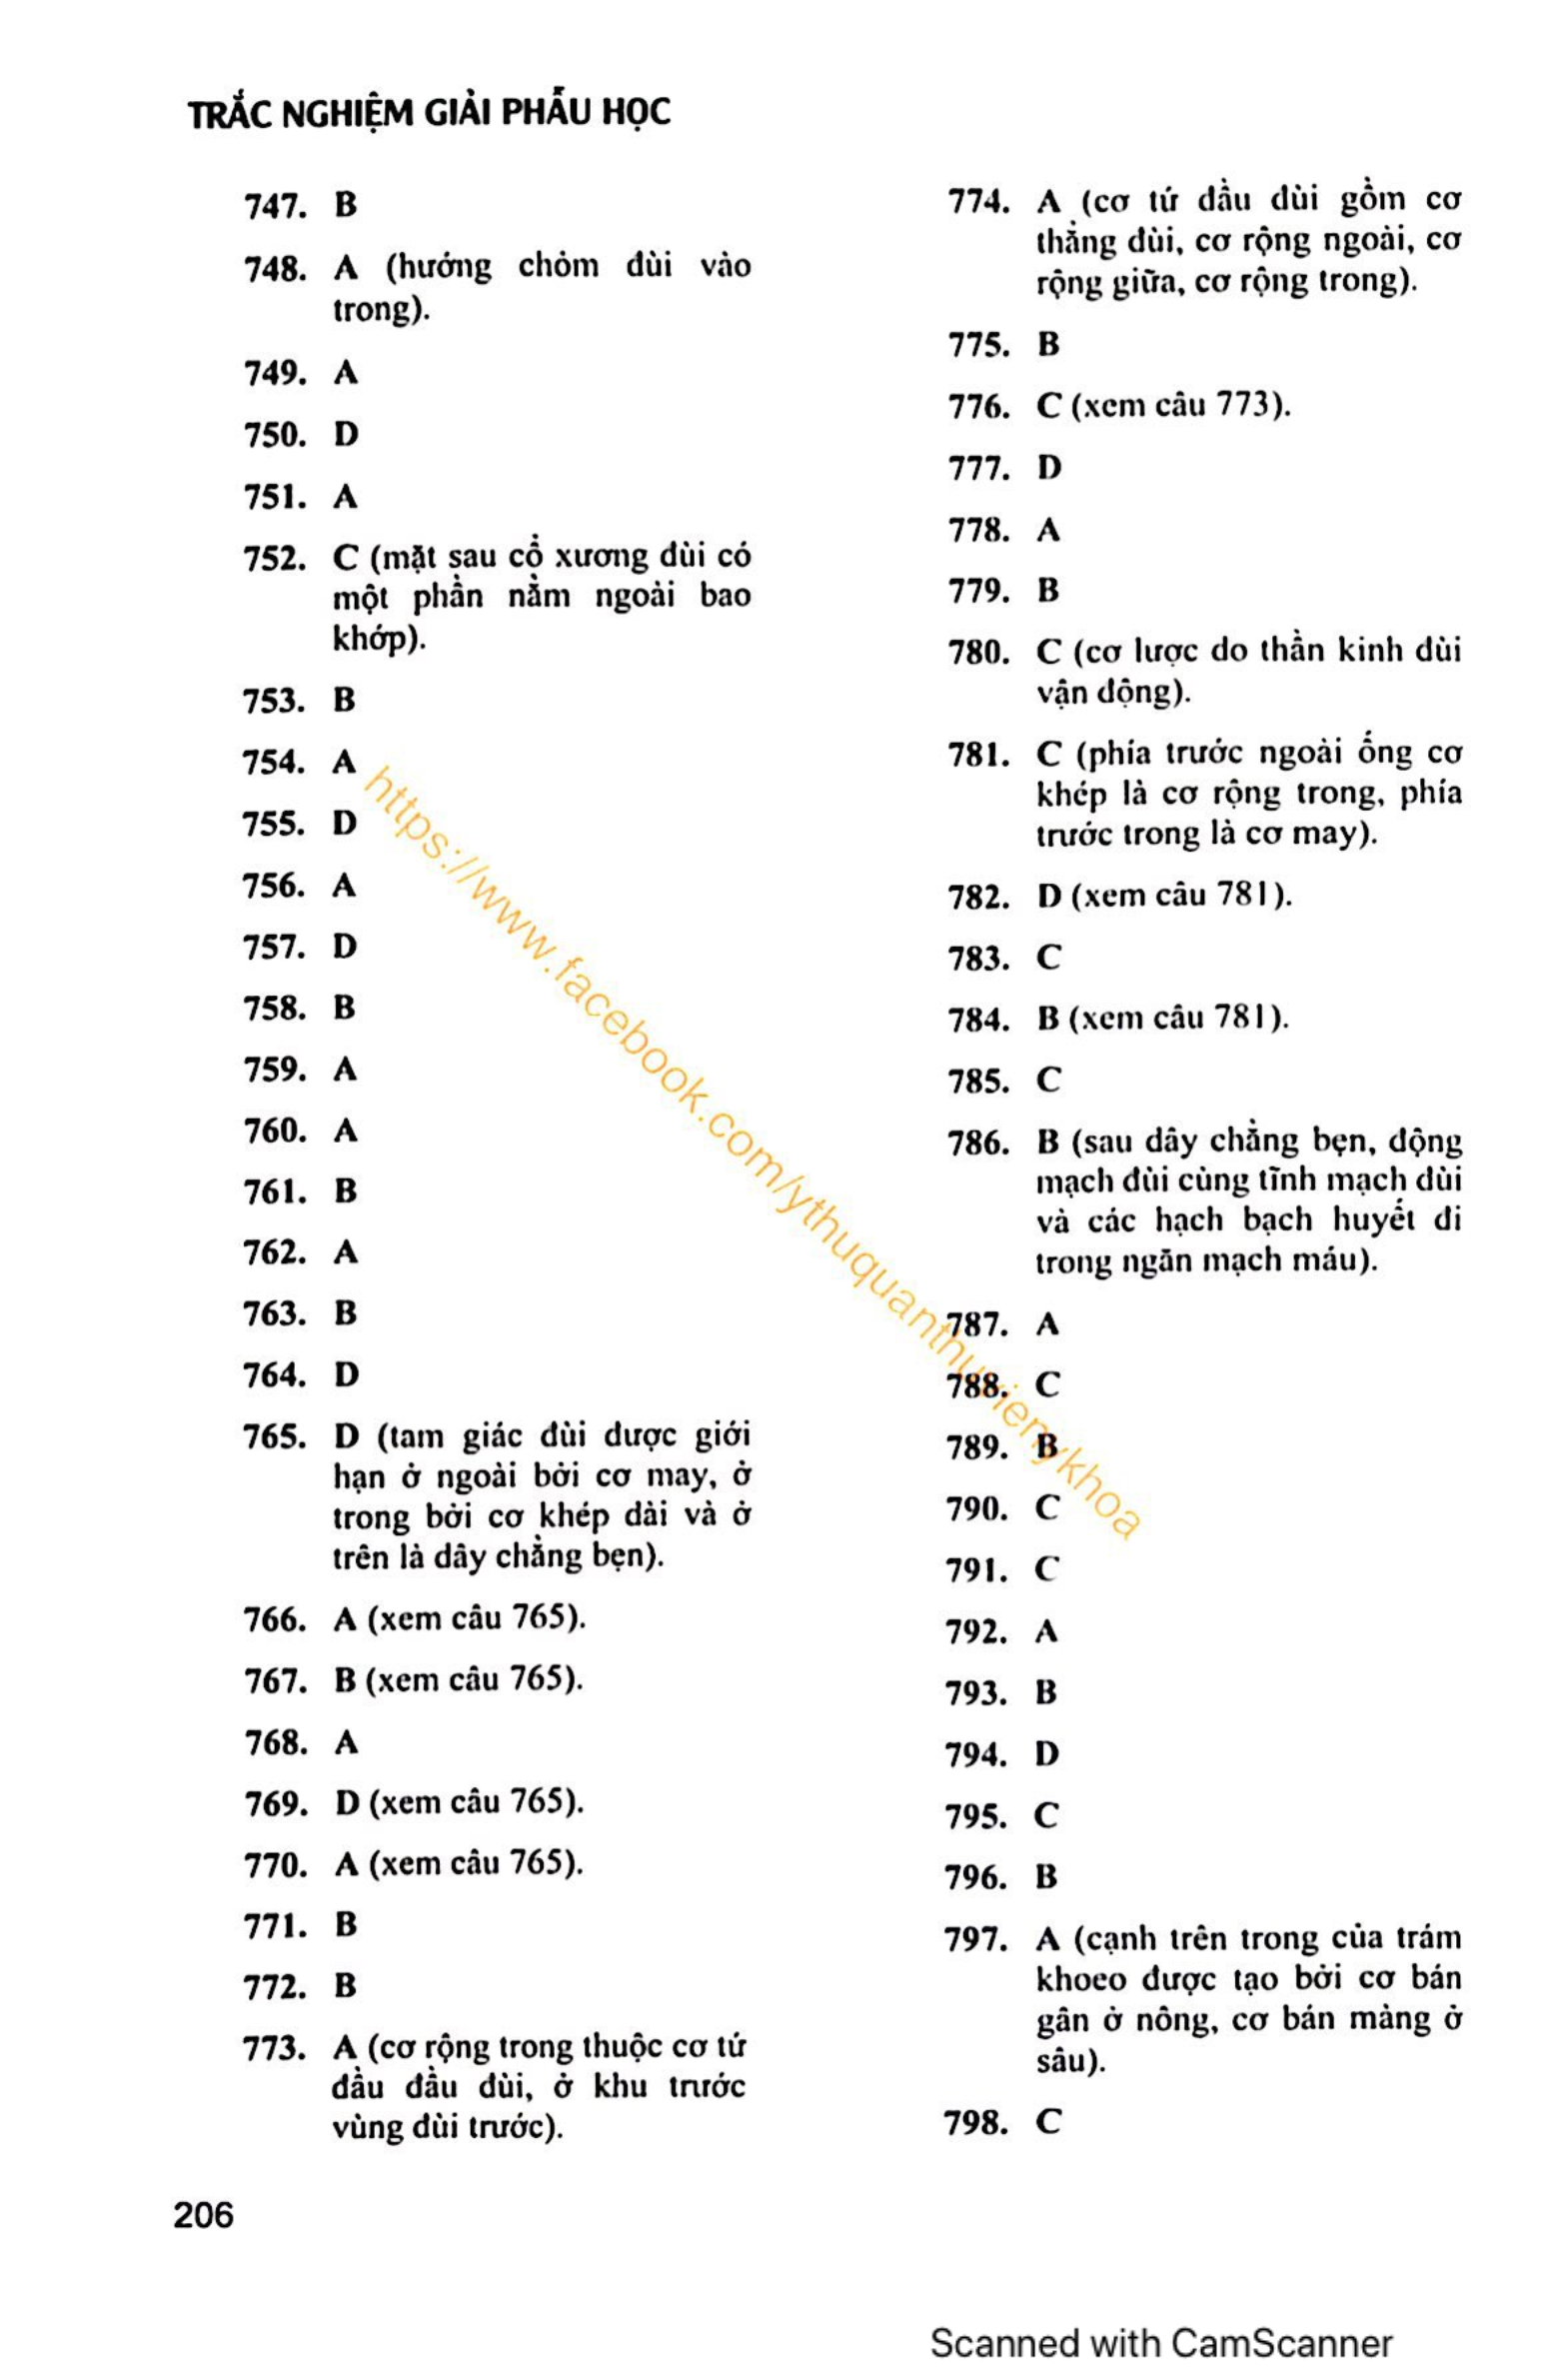 TRẮC NGHIỆM GIẢI PHẪU HỌC
747. B
748. A (hướng chỏm đùi vào
trong).
749. A
750. D
751. A
752. C (mặt sau cổ xương đùi có
một phần nằm ngoài bao
khớp).
753. B
754. A
755. D
756. A
757. D
758. B
759. A
760. A
761. B
762. A
763. B
764. D
765. D (tam giác đùi được giới
hạn ở ngoài bởi cơ may, ở
trong bởi cơ khép dài và ở
trên là dây chằng bẹn).
766. A (xem câu 765).
767. B (xem câu 765).
768. A
769. D (xem câu 765).
770. A (xem câu 765).
771. B
772. B
773. A (cơ rộng trong thuộc cơ tứ
đầu đầu đùi, ở khu trước
vùng đùi trước).
774. A (cơ tứ đầu đùi gồm cơ
thẳng đùi, cơ rộng ngoài, cơ
rộng giữa, cơ rộng trong).
775. B
776. C (xem câu 773).
777. D
778. A
779. B
780. C (cơ lược do thần kinh đùi
vận động).
781. C (phía trước ngoài ống cơ
khép là cơ rộng trong, phía
trước trong là cơ may).
782. D (xem câu 781).
783. C
784. B (xem câu 781).
785. C
786. B (sau dây chằng bẹn, động
mạch đùi cùng tĩnh mạch đùi
và các hạch bạch huyết đi
trong ngăn mạch máu).
787. A
788. C
789. B
790. C
791. C
792. A
793. B
794. D
795. C
796. B
797. A (cạnh trên trong của trám
khoeo được tạo bởi cơ bán
gân ở nông, cơ bán màng ở
sâu).
798. C
https://www.facebook.com/ythuquanthuvienykhoa
206
Scanned with CamScanner